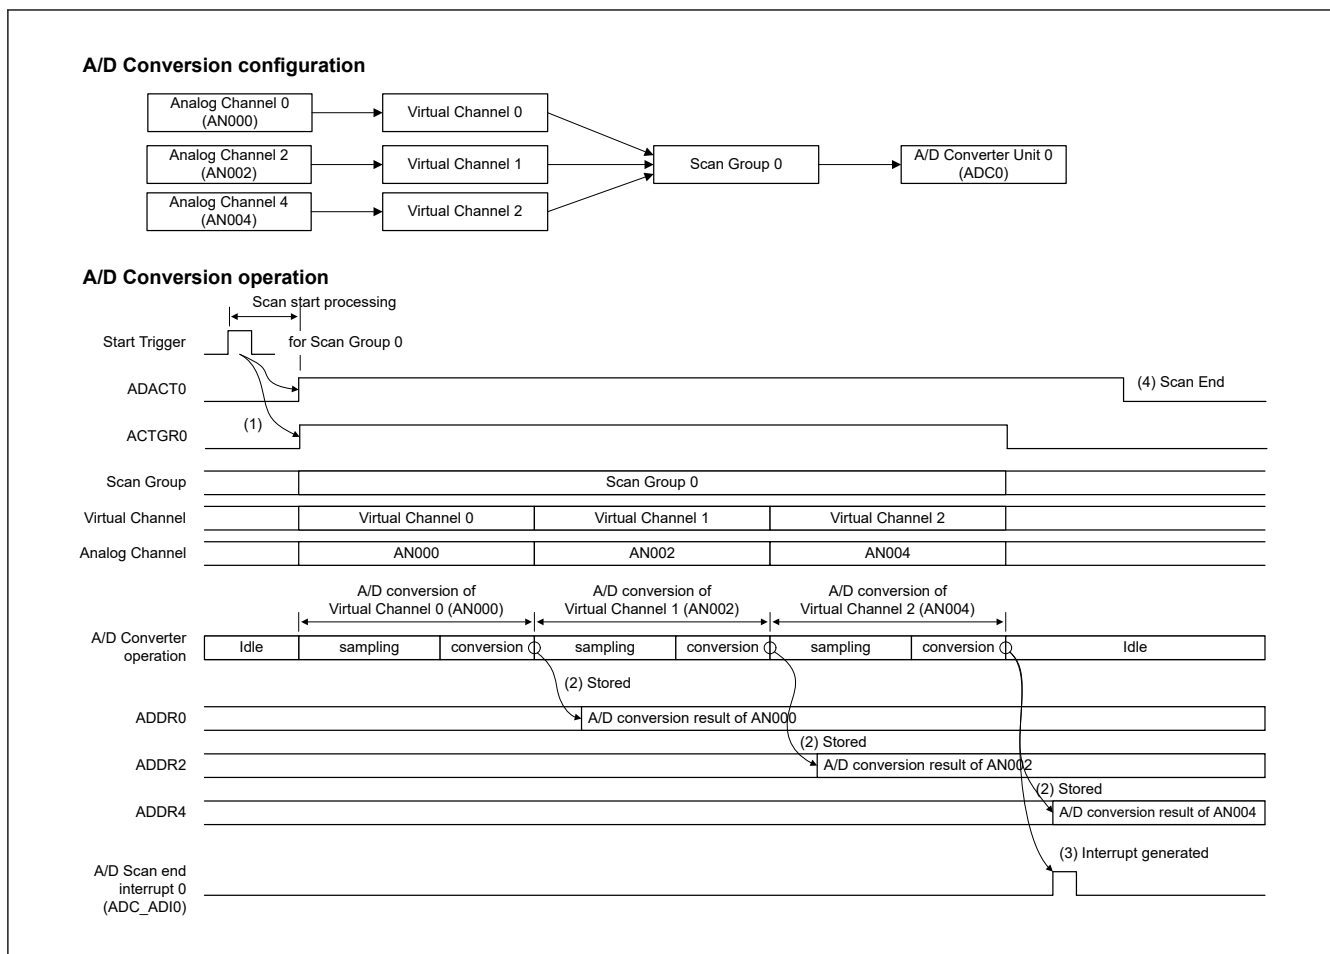 A/D Conversion configuration
Analog Channel 0
(AN000)
Virtual Channel 0
Analog Channel 2
(AN002)
Virtual Channel 1
Scan Group 0
A/D Converter Unit 0
(ADC0)
Analog Channel 4
(AN004)
Virtual Channel 2
A/D Conversion operation
Scan start processing
Start Trigger
for Scan Group 0
ADACT0
(4) Scan End
(1)
ACTGR0
Scan Group
Scan Group 0
Virtual Channel
Virtual Channel 0
Virtual Channel 1
Virtual Channel 2
Analog Channel
AN000
AN002
AN004
A/D conversion of
Virtual Channel 0 (AN000)
A/D conversion of
Virtual Channel 1 (AN002)
A/D conversion of
Virtual Channel 2 (AN004)
A/D Converter
operation
Idle
sampling
conversion
sampling
conversion
sampling
conversion
Idle
(2) Stored
ADDR0
A/D conversion result of AN000
(2) Stored
ADDR2
A/D conversion result of AN002
(2) Stored
ADDR4
A/D conversion result of AN004
(3) Interrupt generated
A/D Scan end
interrupt 0
(ADC_ADI0)